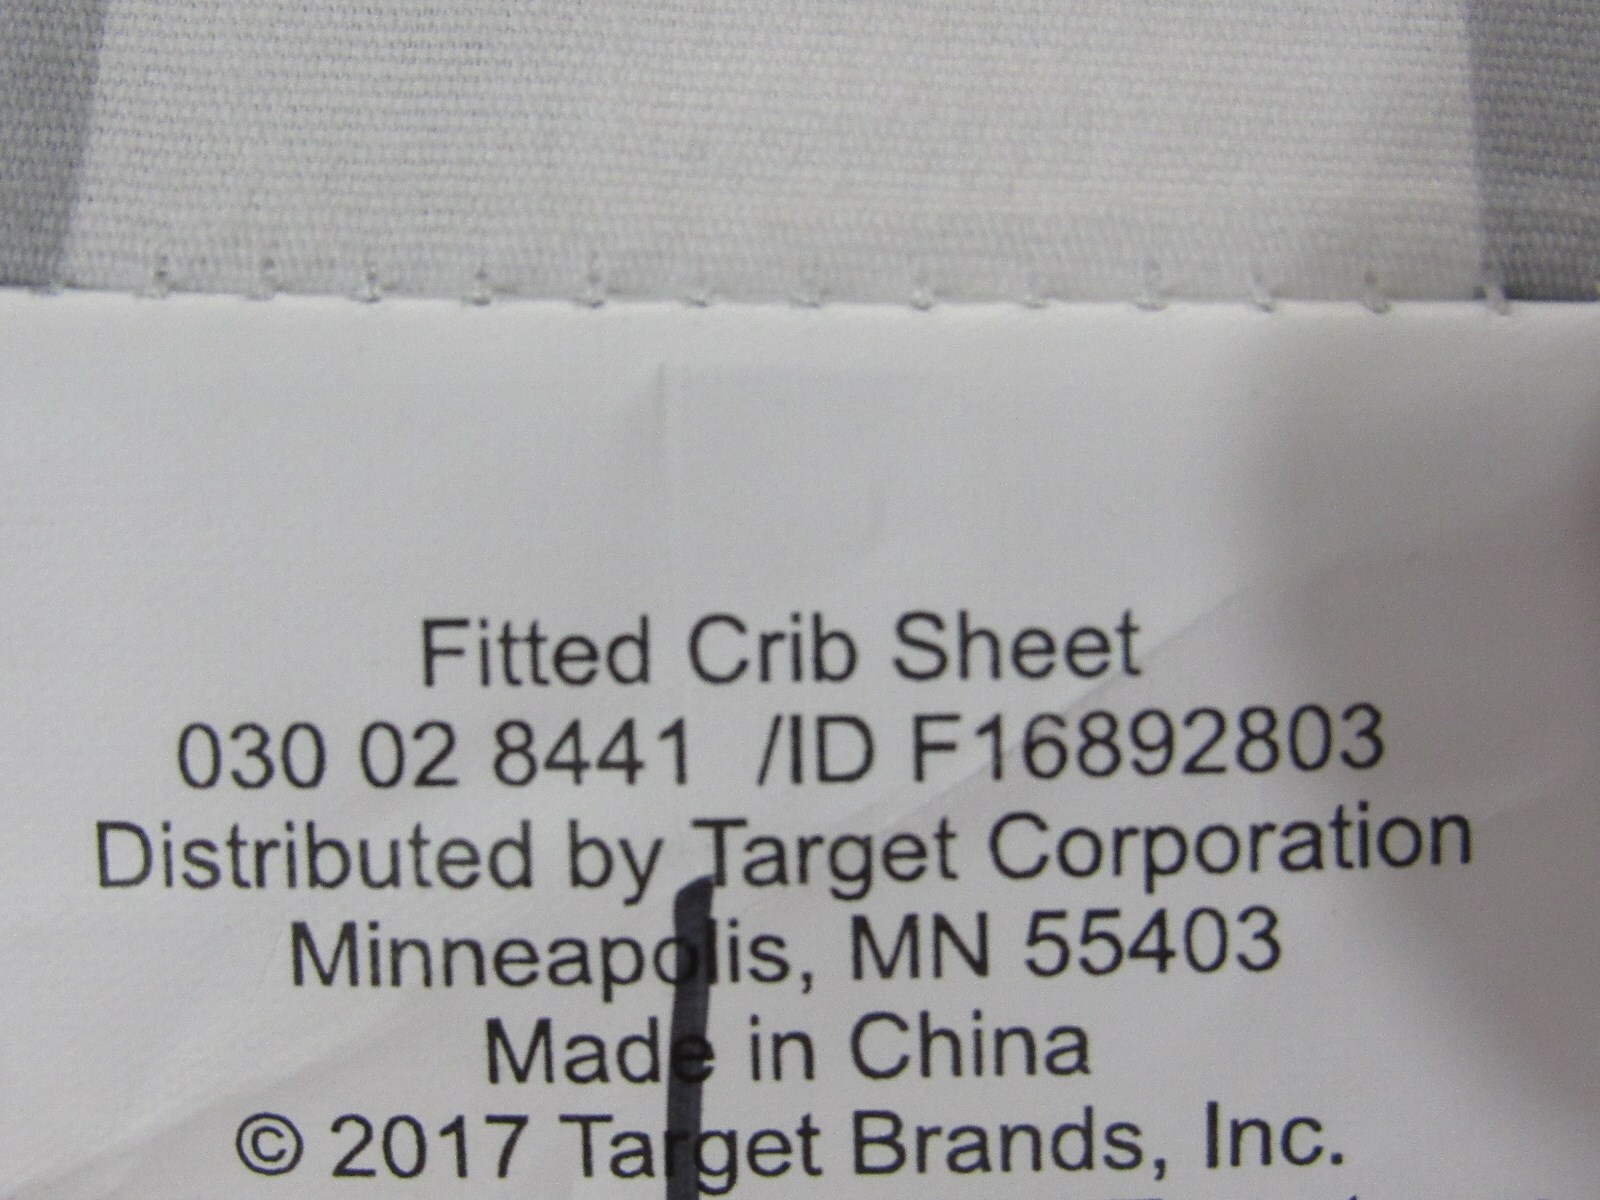 Fitted Crib Sheet
030 02 8441 /ID F16892803
Distributed by Target Corporation
Minneapolis, MN 55403
Made in China
© 2017 Target Brands, Inc.